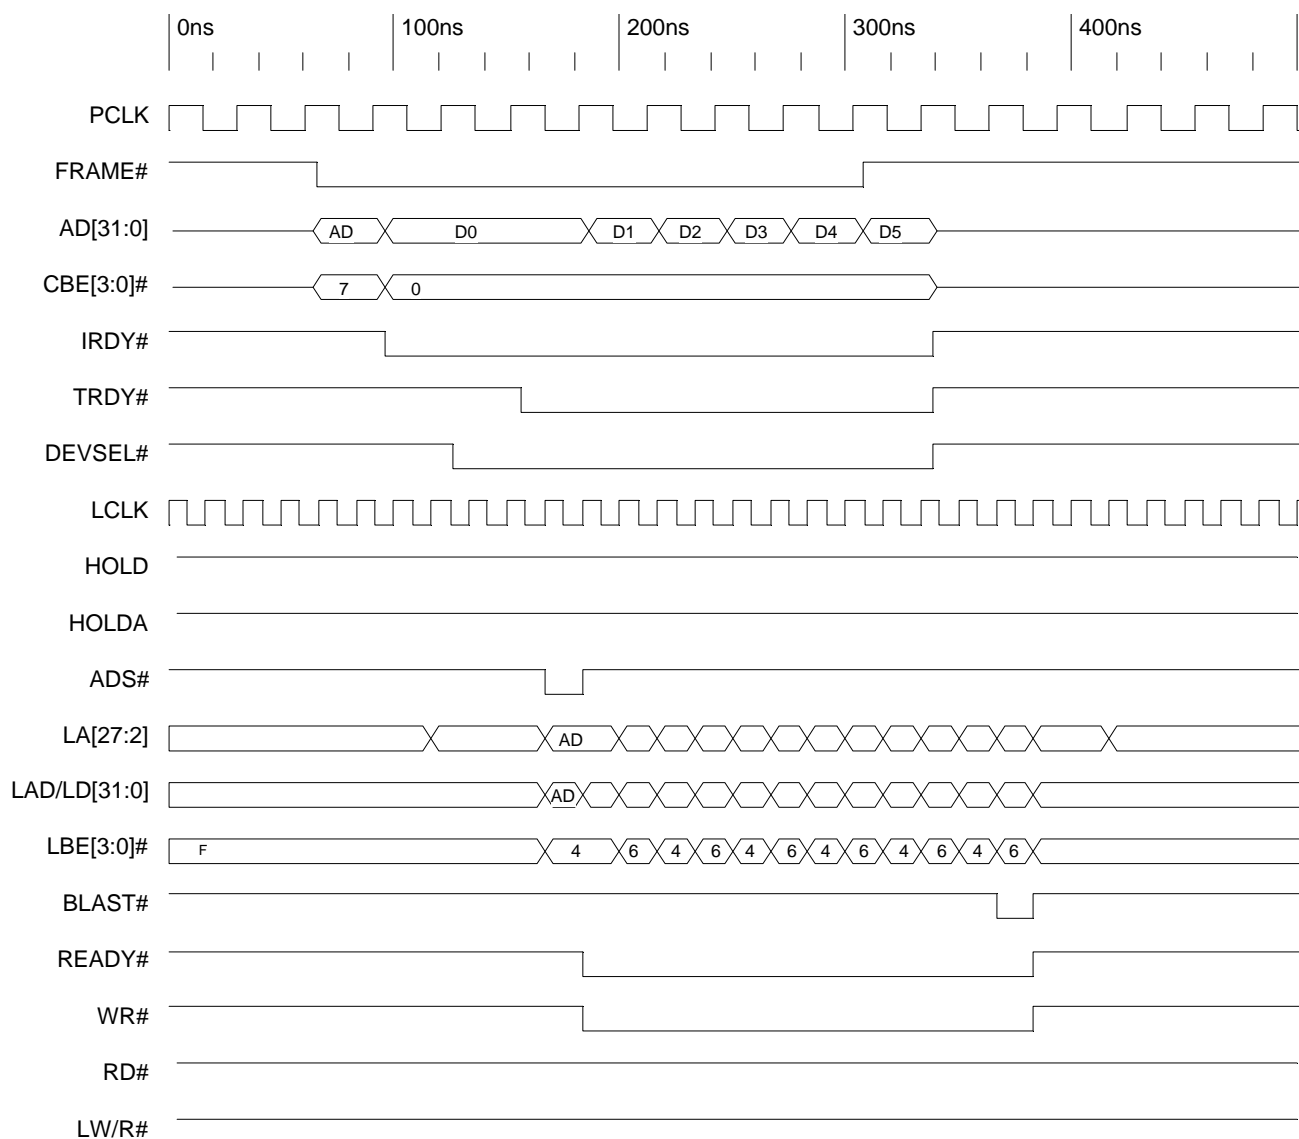 0ns 100ns 200ns 300ns 400ns
PCLK
FRAME#
AD[31:0] AD D0 D1 D2 D3 D4 D5
CBE[3:0]# 7 0
IRDY#
TRDY#
DEVSEL#
LCLK
HOLD
HOLDA
ADS#
LA[27:2] AD
LAD/LD[31:0] AD
LBE[3:0]# F 4 6 4 6 4 6 4 6 4 6 4 6
BLAST#
READY#
WR#
RD#
LW/R#